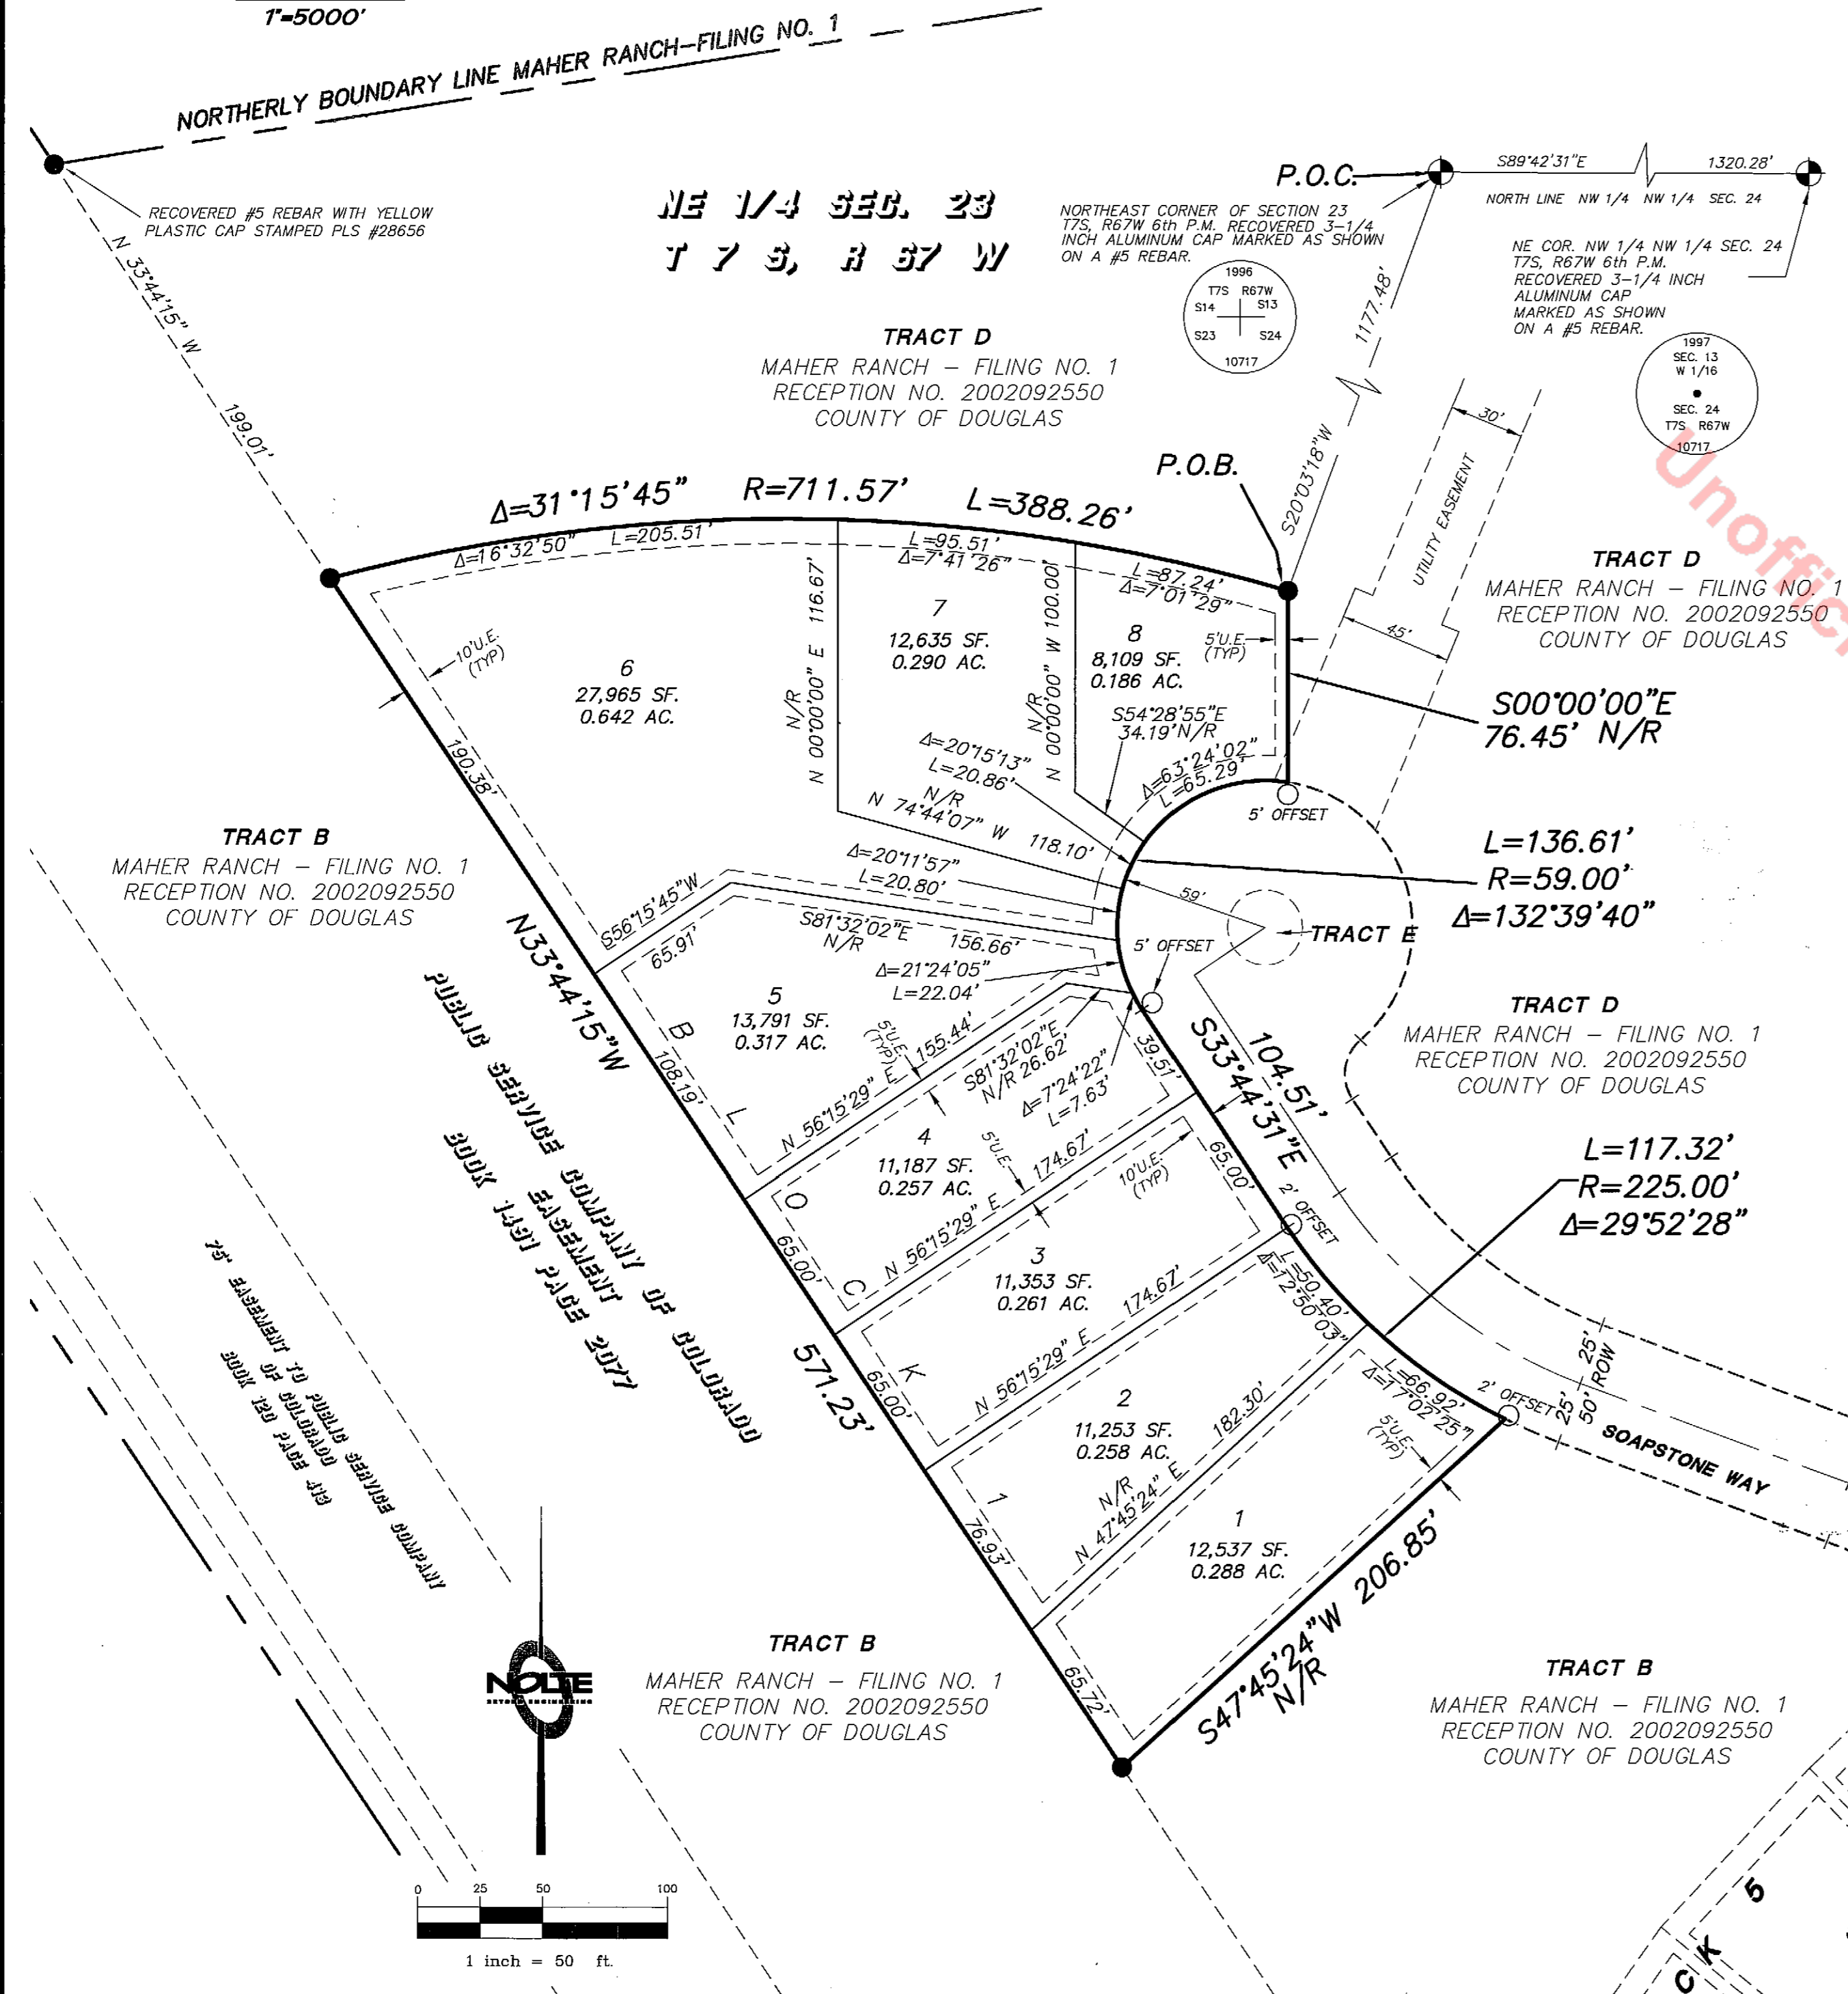 1"=5000'
NORTHERLY BOUNDARY LINE MAHER RANCH-FILING NO. 1
RECOVERED #5 REBAR WITH YELLOW
PLASTIC CAP STAMPED PLS #28656
N 33°44'15" W
199.01'
NE 1/4 SEC. 23
T 7 S, R 67 W
P.O.C.
S89°42'31"E
1320.28'
NORTH LINE NW 1/4 NW 1/4 SEC. 24
NORTHEAST CORNER OF SECTION 23
T7S, R67W 6th P.M. RECOVERED 3-1/4
INCH ALUMINUM CAP MARKED AS SHOWN
ON A #5 REBAR.
1996
T7S R67W
S14 S13
S23 S24
10717
NE COR. NW 1/4 NW 1/4 SEC. 24
T7S, R67W 6th P.M.
RECOVERED 3-1/4 INCH
ALUMINUM CAP
MARKED AS SHOWN
ON A #5 REBAR.
1997
SEC. 13
W 1/16
SEC. 24
T7S R67W
10717
TRACT D
MAHER RANCH – FILING NO. 1
RECEPTION NO. 2002092550
COUNTY OF DOUGLAS
1177.48'
S20°03'18"W
30'
UTILITY EASEMENT
45'
P.O.B.
Δ=31°15'45" R=711.57' L=388.26'
Δ=16°32'50" L=205.51'
L=95.51'
Δ=7°41'26"
L=87.24'
Δ=7°01'29"
TRACT D
MAHER RANCH – FILING NO. 1
RECEPTION NO. 2002092550
COUNTY OF DOUGLAS
10'U.E.
(TYP)
6
27,965 SF.
0.642 AC.
N/R
N 00°00'00" E 116.67'
7
12,635 SF.
0.290 AC.
N/R
N 00°00'00" W 100.00'
8
8,109 SF.
0.186 AC.
5'U.E.
(TYP)
S54°28'55"E
34.19'N/R
S00°00'00"E
76.45' N/R
Δ=20°15'13"
L=20.86'
Δ=63°24'02"
L=65.29'
5' OFFSET
190.38'
N/R
N 74°44'07" W 118.10'
Δ=20°11'57"
L=20.80'
TRACT B
MAHER RANCH – FILING NO. 1
RECEPTION NO. 2002092550
COUNTY OF DOUGLAS
L=136.61'
R=59.00'
Δ=132°39'40"
59'
TRACT E
S56°15'45"W
65.91'
S81°32'02"E
N/R
156.66'
5' OFFSET
Δ=21°24'05"
L=22.04'
N33°44'15"W
571.23'
5
13,791 SF.
0.317 AC.
5'U.E.
(TYP)
N 56°15'29" E 155.44'
S81°32'02"E
N/R 26.62'
Δ=7°24'22"
L=7.63'
39.51'
104.51'
S33°44'31"E
TRACT D
MAHER RANCH – FILING NO. 1
RECEPTION NO. 2002092550
COUNTY OF DOUGLAS
108.19'
BLOCK 1
PUBLIC SERVICE COMPANY OF COLORADO
EASEMENT
BOOK 1491 PAGE 2077
4
11,187 SF.
0.257 AC.
5'U.E.
N 56°15'29" E 174.67'
65.00'
10'U.E.
(TYP)
65.00'
2' OFFSET
L=117.32'
R=225.00'
Δ=29°52'28"
3
11,353 SF.
0.261 AC.
N 56°15'29" E 174.67'
65.00'
L=50.40'
Δ=12°50'03"
75' EASEMENT TO PUBLIC SERVICE COMPANY
OF COLORADO
BOOK 120 PAGE 413
2
11,253 SF.
0.258 AC.
N/R
N 47°45'24" E 182.30'
76.93'
L=66.92'
Δ=17°02'25"
2' OFFSET
25' 25'
50' ROW
SOAPSTONE WAY
5'U.E.
(TYP)
1
12,537 SF.
0.288 AC.
65.72'
S47°45'24"W 206.85'
N/R
NOLTE
BEYOND ENGINEERING
TRACT B
MAHER RANCH – FILING NO. 1
RECEPTION NO. 2002092550
COUNTY OF DOUGLAS
TRACT B
MAHER RANCH – FILING NO. 1
RECEPTION NO. 2002092550
COUNTY OF DOUGLAS
0 25 50 100
1 inch = 50 ft.
CK 5